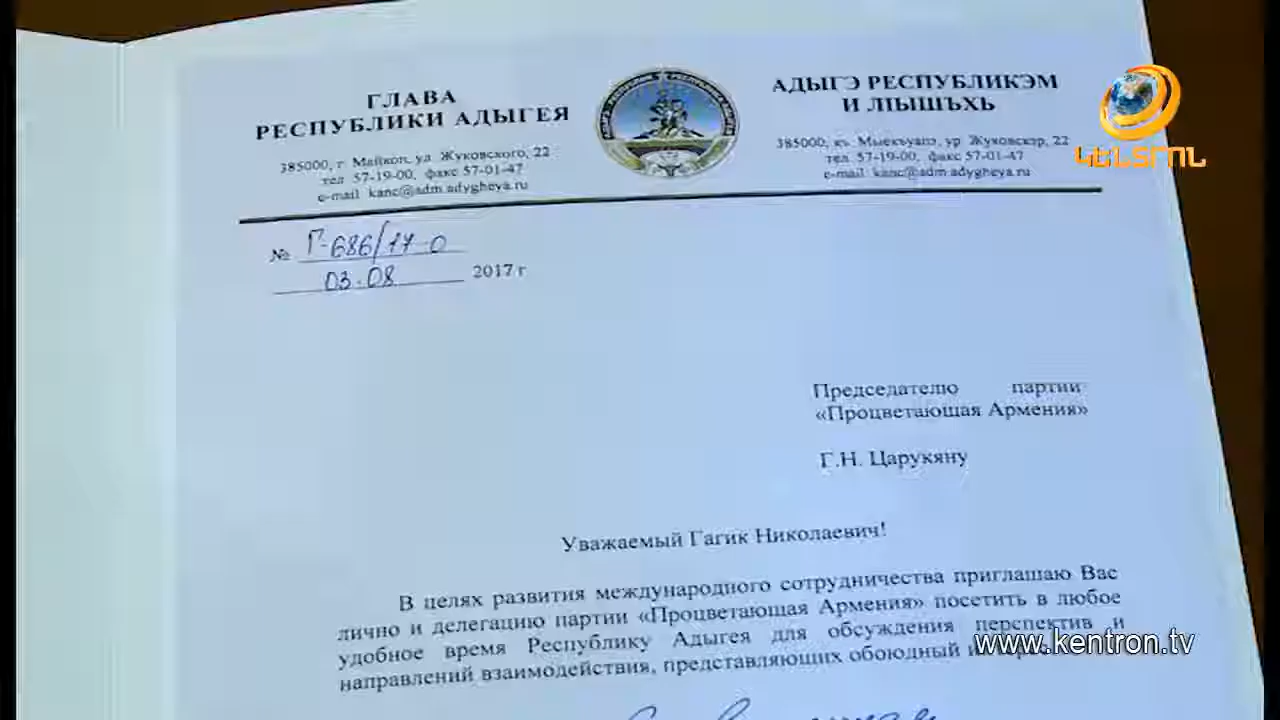 ГЛАВА
РЕСПУБЛИКИ АДЫГЕЯ
385000, г. Майкоп, ул. Жуковского, 22
тел. 57-19-00, факс 57-01-47
e-mail: kanc@adm.adygheya.ru
АДЫГЭ РЕСПУБЛИКЭМ
И ЛӀЫШЪХЬ
385000, къ. Мыекъуапэ, ур. Жуковскэр, 22
тел. 57-19-00, факс 57-01-47
e-mail: kanc@adm.adygheya.ru
ԿԵՆՏՐՈՆ
№ Г-686/17-0
03.08 2017 г
Председателю партии
«Процветающая Армения»
Г.Н. Царукяну
Уважаемый Гагик Николаевич!
В целях развития международного сотрудничества приглашаю Вас
лично и делегацию партии «Процветающая Армения» посетить в любое
удобное время Республику Адыгея для обсуждения перспектив и
направлений взаимодействия, представляющих обоюдный
www.kentron.tv